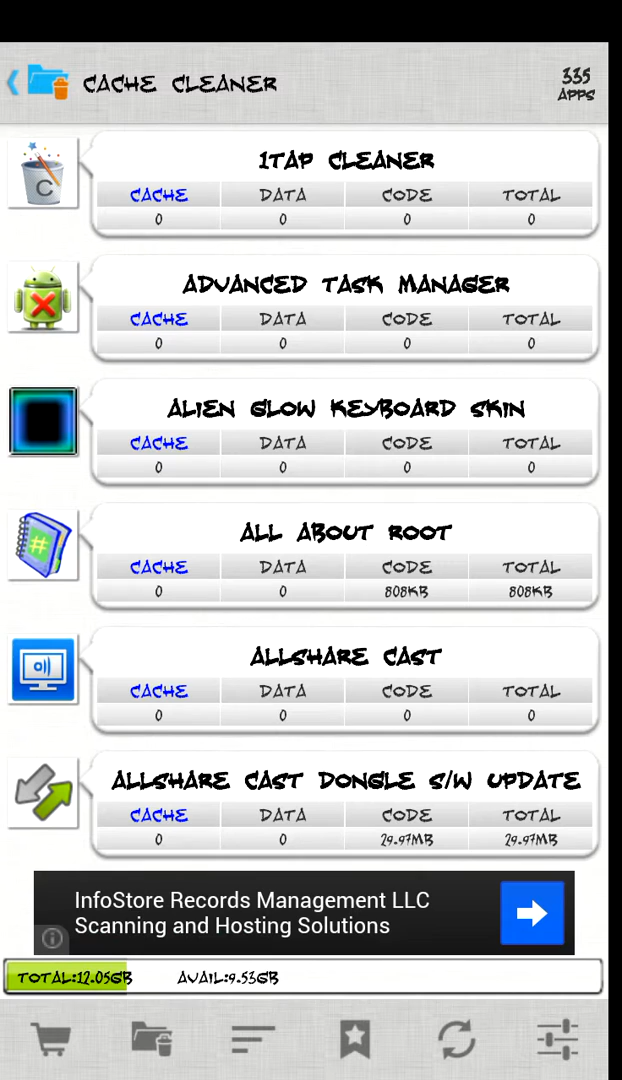 CACHE CLEANER
335
APPS
1TAP CLEANER
CACHE DATA CODE TOTAL
0 0 0 0
ADVANCED TASK MANAGER
CACHE DATA CODE TOTAL
0 0 0 0
ALIEN GLOW KEYBOARD SKIN
CACHE DATA CODE TOTAL
0 0 0 0
ALL ABOUT ROOT
CACHE DATA CODE TOTAL
0 0 808KB 808KB
ALLSHARE CAST
CACHE DATA CODE TOTAL
0 0 0 0
ALLSHARE CAST DONGLE S/W UPDATE
CACHE DATA CODE TOTAL
0 0 29.97MB 29.97MB
InfoStore Records Management LLC
Scanning and Hosting Solutions
TOTAL:12.05GB AVAIL:9.53GB